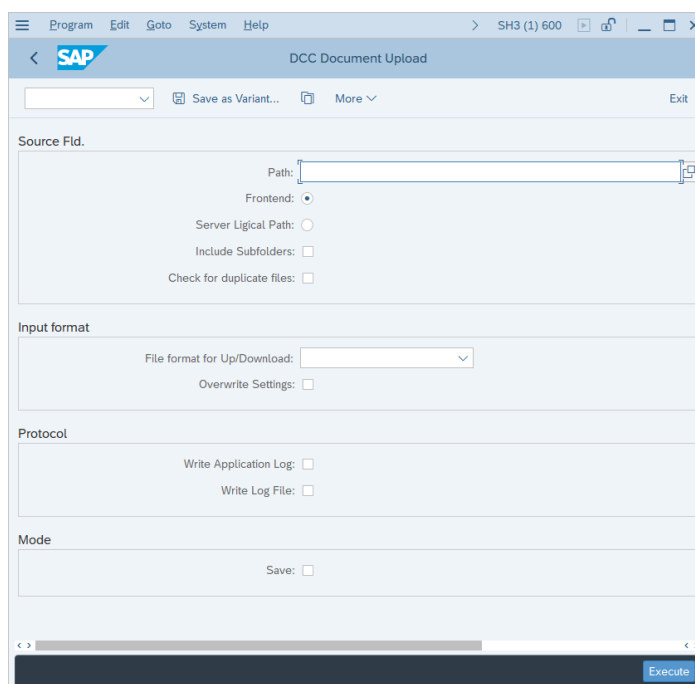 Program Edit Goto System Help SH3 (1) 600
SAP DCC Document Upload
Save as Variant... More Exit
Source Fld.
Path:
Frontend:
Server Ligical Path:
Include Subfolders:
Check for duplicate files:
Input format
File format for Up/Download:
Overwrite Settings:
Protocol
Write Application Log:
Write Log File:
Mode
Save:
Execute